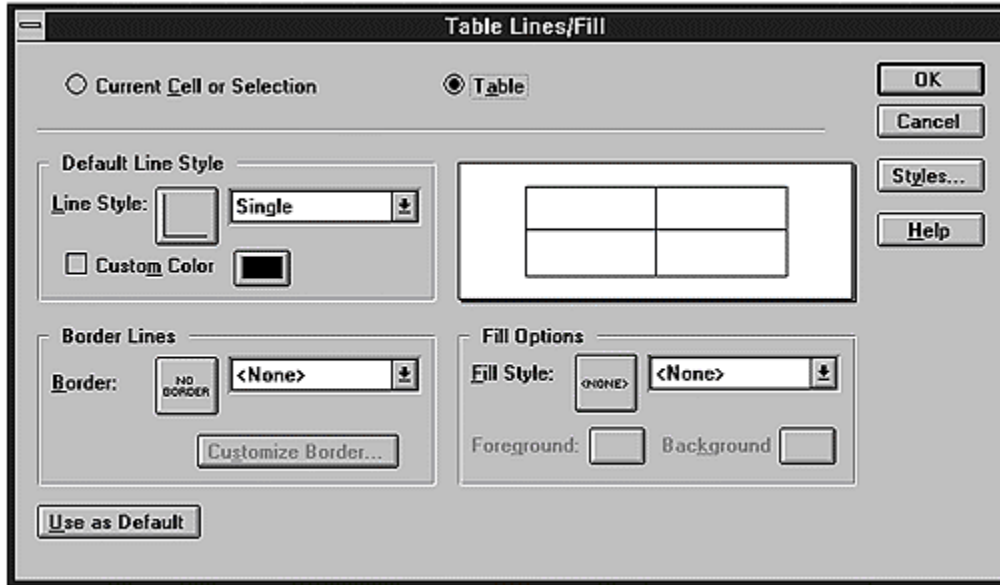 Table Lines/Fill
Current Cell or Selection
Table
OK
Cancel
Styles...
Help
Default Line Style
Line Style:
Single
Custom Color
Border Lines
Border:
NO
BORDER
<None>
Customize Border...
Fill Options
Fill Style:
<NONE>
<None>
Foreground:
Background
Use as Default